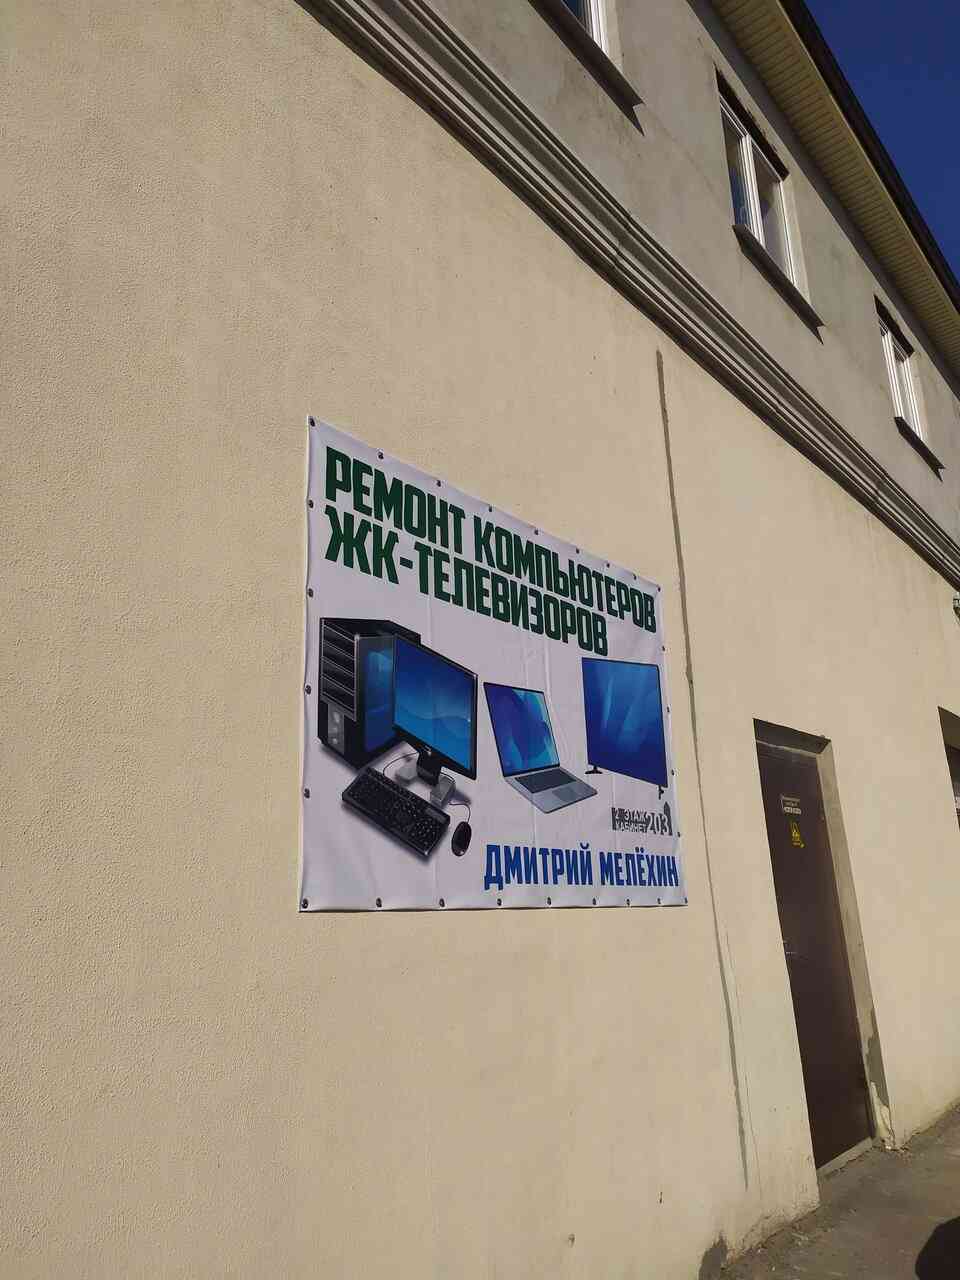 РЕМОНТ КОМПЬЮТЕРОВ
ЖК-ТЕЛЕВИЗОРОВ
2 ЭТАЖ
КАБИНЕТ 203
ДМИТРИЙ МЕЛЁХИН